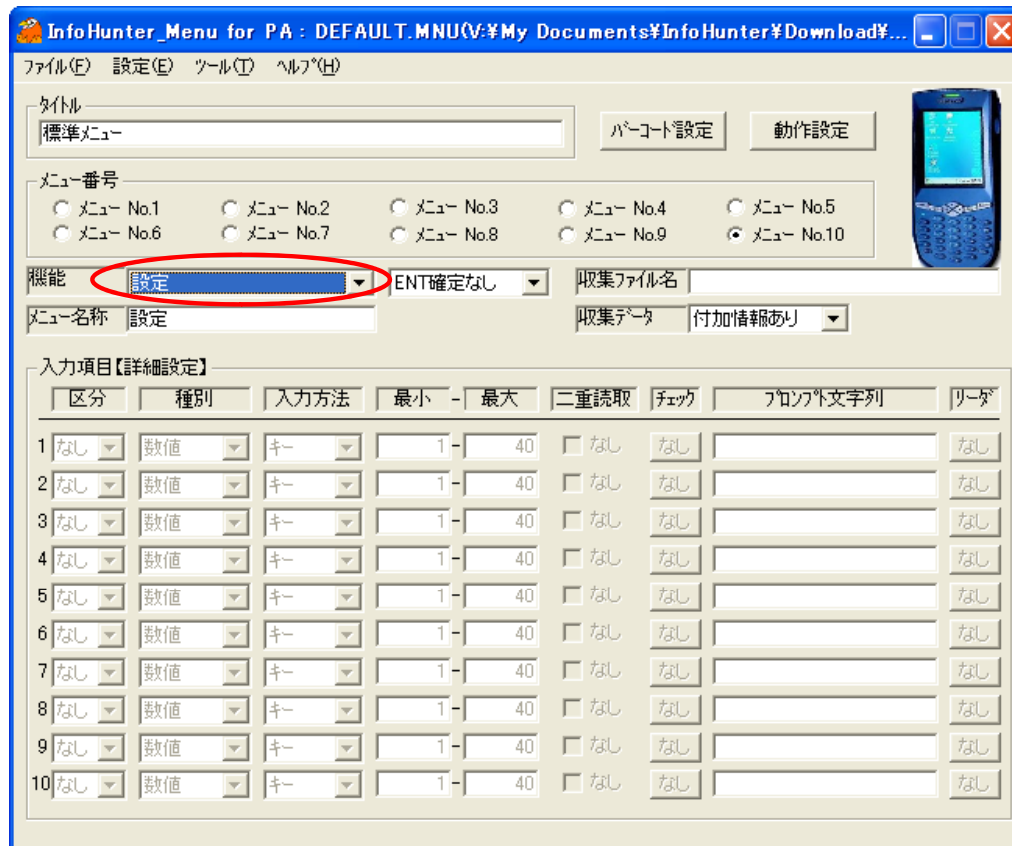 InfoHunter_Menu for PA : DEFAULT.MNU(V:¥My Documents¥InfoHunter¥Download¥...
ﾌｧｲﾙ(F) 設定(E) ﾂｰﾙ(T) ﾍﾙﾌﾟ(H)
ﾀｲﾄﾙ
標準ﾒﾆｭｰ
ﾊﾞｰｺｰﾄﾞ設定 動作設定
ﾒﾆｭｰ番号
ﾒﾆｭｰ No.1 ﾒﾆｭｰ No.2 ﾒﾆｭｰ No.3 ﾒﾆｭｰ No.4 ﾒﾆｭｰ No.5
ﾒﾆｭｰ No.6 ﾒﾆｭｰ No.7 ﾒﾆｭｰ No.8 ﾒﾆｭｰ No.9 ﾒﾆｭｰ No.10
機能 設定 ENT確定なし 収集ﾌｧｲﾙ名
ﾒﾆｭｰ名称 設定 収集ﾃﾞｰﾀ 付加情報あり
入力項目【詳細設定】
区分 種別 入力方法 最小 - 最大 二重読取 ﾁｪｯｸ ﾌﾟﾛﾝﾌﾟﾄ文字列 ﾘｰﾀﾞ
1 なし 数値 ｷｰ 1 - 40 なし なし なし
2 なし 数値 ｷｰ 1 - 40 なし なし なし
3 なし 数値 ｷｰ 1 - 40 なし なし なし
4 なし 数値 ｷｰ 1 - 40 なし なし なし
5 なし 数値 ｷｰ 1 - 40 なし なし なし
6 なし 数値 ｷｰ 1 - 40 なし なし なし
7 なし 数値 ｷｰ 1 - 40 なし なし なし
8 なし 数値 ｷｰ 1 - 40 なし なし なし
9 なし 数値 ｷｰ 1 - 40 なし なし なし
10 なし 数値 ｷｰ 1 - 40 なし なし なし